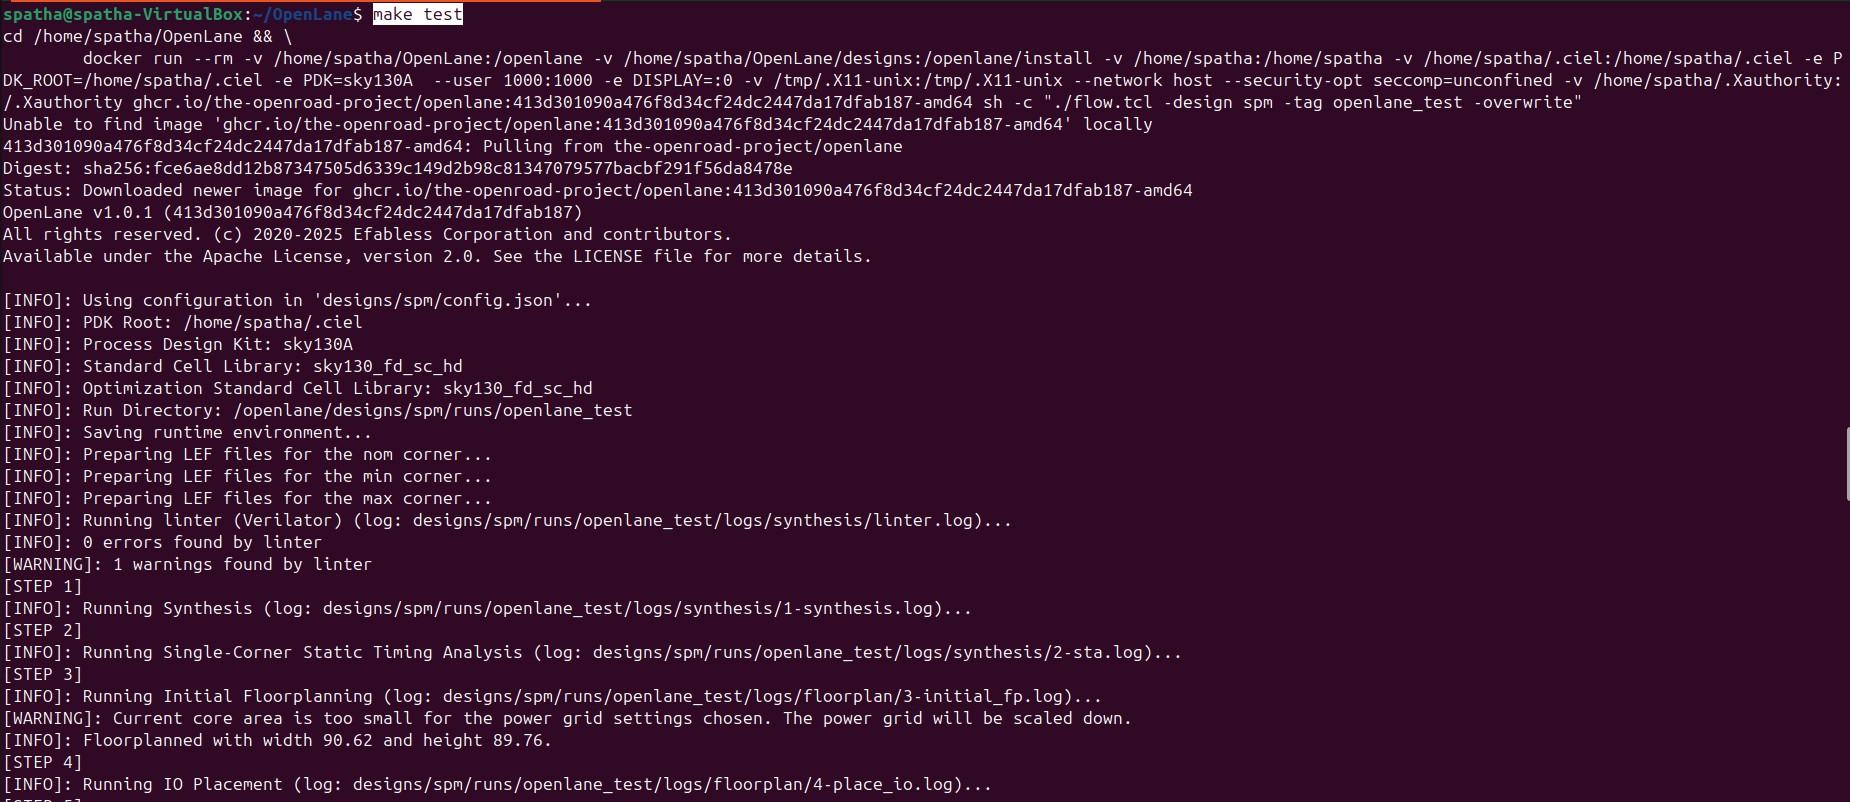 spatha@spatha-VirtualBox:~/OpenLane$ make test
cd /home/spatha/OpenLane && \
        docker run --rm -v /home/spatha/OpenLane:/openlane -v /home/spatha/OpenLane/designs:/openlane/install -v /home/spatha:/home/spatha -v /home/spatha/.ciel:/home/spatha/.ciel -e P
DK_ROOT=/home/spatha/.ciel -e PDK=sky130A  --user 1000:1000 -e DISPLAY=:0 -v /tmp/.X11-unix:/tmp/.X11-unix --network host --security-opt seccomp=unconfined -v /home/spatha/.Xauthority:
/.Xauthority ghcr.io/the-openroad-project/openlane:413d301090a476f8d34cf24dc2447da17dfab187-amd64 sh -c "./flow.tcl -design spm -tag openlane_test -overwrite"
Unable to find image 'ghcr.io/the-openroad-project/openlane:413d301090a476f8d34cf24dc2447da17dfab187-amd64' locally
413d301090a476f8d34cf24dc2447da17dfab187-amd64: Pulling from the-openroad-project/openlane
Digest: sha256:fce6ae8dd12b87347505d6339c149d2b98c81347079577bacbf291f56da8478e
Status: Downloaded newer image for ghcr.io/the-openroad-project/openlane:413d301090a476f8d34cf24dc2447da17dfab187-amd64
OpenLane v1.0.1 (413d301090a476f8d34cf24dc2447da17dfab187)
All rights reserved. (c) 2020-2025 Efabless Corporation and contributors.
Available under the Apache License, version 2.0. See the LICENSE file for more details.

[INFO]: Using configuration in 'designs/spm/config.json'...
[INFO]: PDK Root: /home/spatha/.ciel
[INFO]: Process Design Kit: sky130A
[INFO]: Standard Cell Library: sky130_fd_sc_hd
[INFO]: Optimization Standard Cell Library: sky130_fd_sc_hd
[INFO]: Run Directory: /openlane/designs/spm/runs/openlane_test
[INFO]: Saving runtime environment...
[INFO]: Preparing LEF files for the nom corner...
[INFO]: Preparing LEF files for the min corner...
[INFO]: Preparing LEF files for the max corner...
[INFO]: Running linter (Verilator) (log: designs/spm/runs/openlane_test/logs/synthesis/linter.log)...
[INFO]: 0 errors found by linter
[WARNING]: 1 warnings found by linter
[STEP 1]
[INFO]: Running Synthesis (log: designs/spm/runs/openlane_test/logs/synthesis/1-synthesis.log)...
[STEP 2]
[INFO]: Running Single-Corner Static Timing Analysis (log: designs/spm/runs/openlane_test/logs/synthesis/2-sta.log)...
[STEP 3]
[INFO]: Running Initial Floorplanning (log: designs/spm/runs/openlane_test/logs/floorplan/3-initial_fp.log)...
[WARNING]: Current core area is too small for the power grid settings chosen. The power grid will be scaled down.
[INFO]: Floorplanned with width 90.62 and height 89.76.
[STEP 4]
[INFO]: Running IO Placement (log: designs/spm/runs/openlane_test/logs/floorplan/4-place_io.log)...